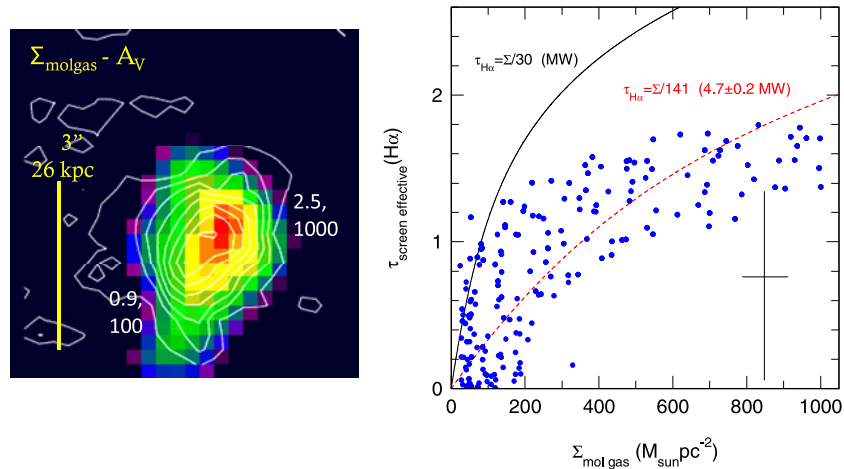 Σmolgas - AV
3”
26 kpc
2.5,
1000
0.9,
100
τHα=Σ/30 (MW)
τHα=Σ/141 (4.7±0.2 MW)
τscreen effective(Hα)
2
1
0
0
200
400
600
800
1000
Σmol gas (Msunpc-2)